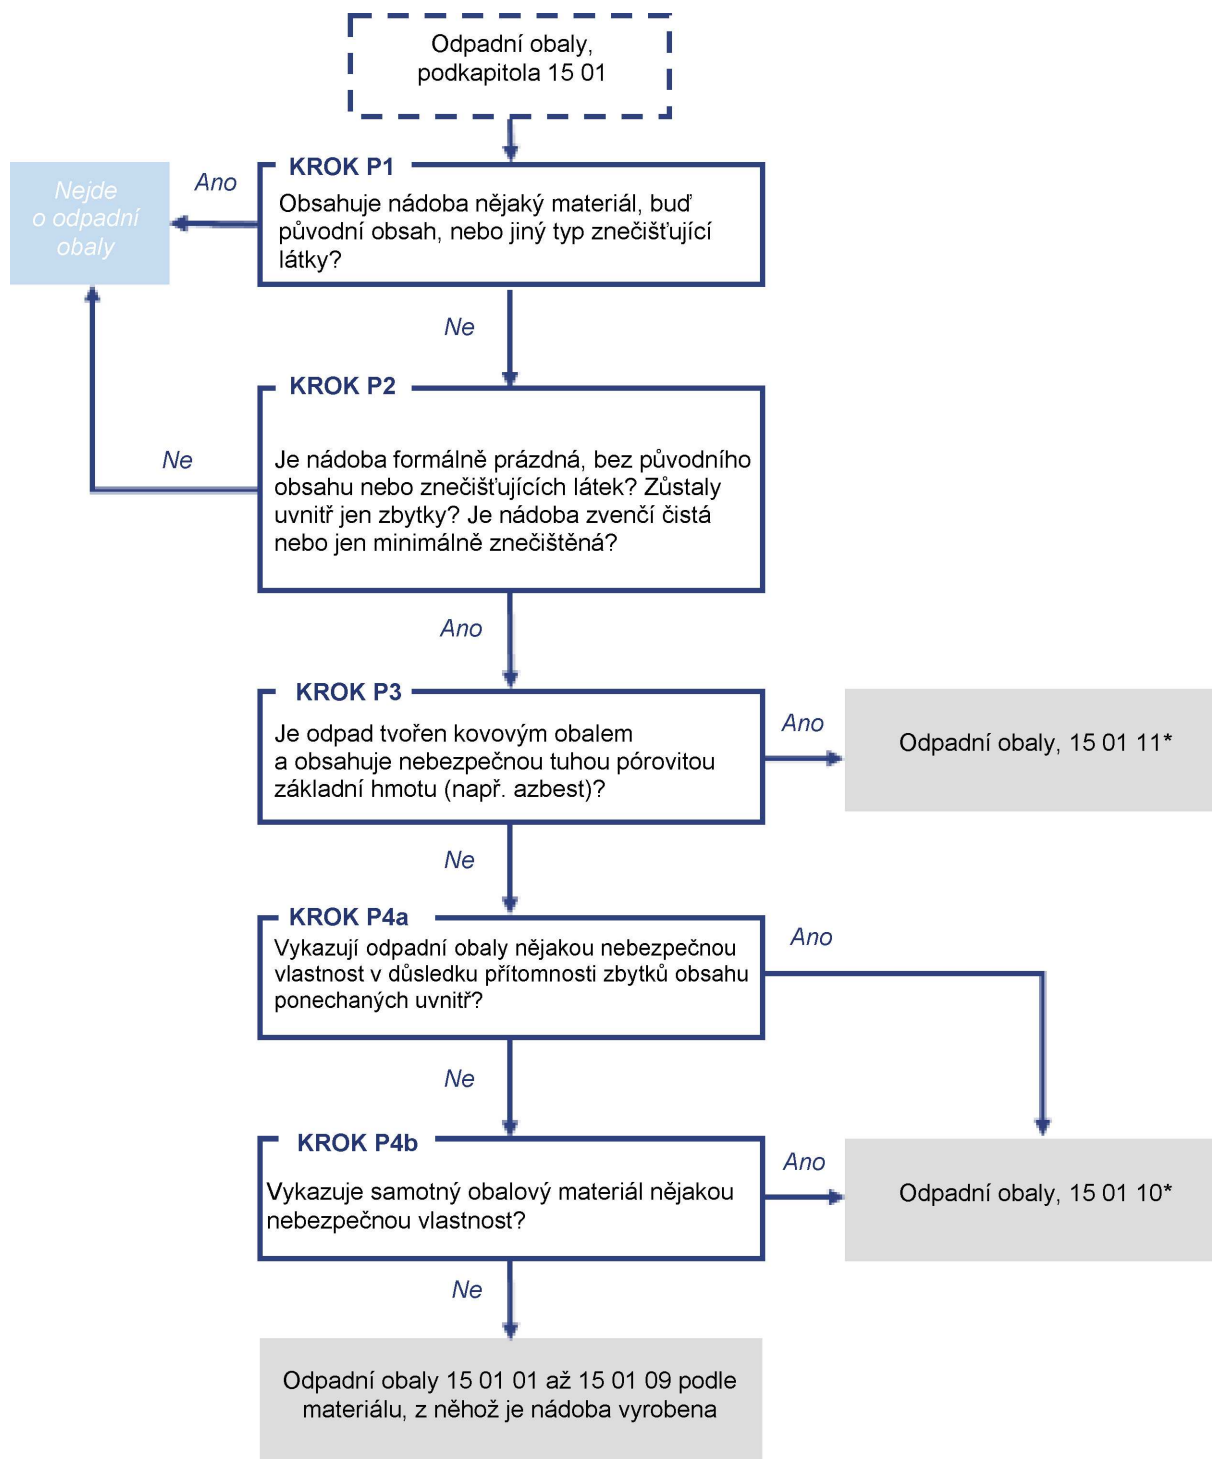 Odpadní obaly,
podkapitola 15 01
KROK P1
Ano
Nejde
o odpadní
obaly
Obsahuje nádoba nějaký materiál, buď
původní obsah, nebo jiný typ znečišťující
látky?
Ne
KROK P2
Ne
Je nádoba formálně prázdná, bez původního
obsahu nebo znečišťujících látek? Zůstaly
uvnitř jen zbytky? Je nádoba zvenčí čistá
nebo jen minimálně znečištěná?
Ano
KROK P3
Je odpad tvořen kovovým obalem
a obsahuje nebezpečnou tuhou pórovitou
základní hmotu (např. azbest)?
Ano
Odpadní obaly, 15 01 11*
Ne
KROK P4a
Vykazují odpadní obaly nějakou nebezpečnou
vlastnost v důsledku přítomnosti zbytků obsahu
ponechaných uvnitř?
Ano
Ne
KROK P4b
Vykazuje samotný obalový materiál nějakou
nebezpečnou vlastnost?
Ano
Odpadní obaly, 15 01 10*
Ne
Odpadní obaly 15 01 01 až 15 01 09 podle
materiálu, z něhož je nádoba vyrobena